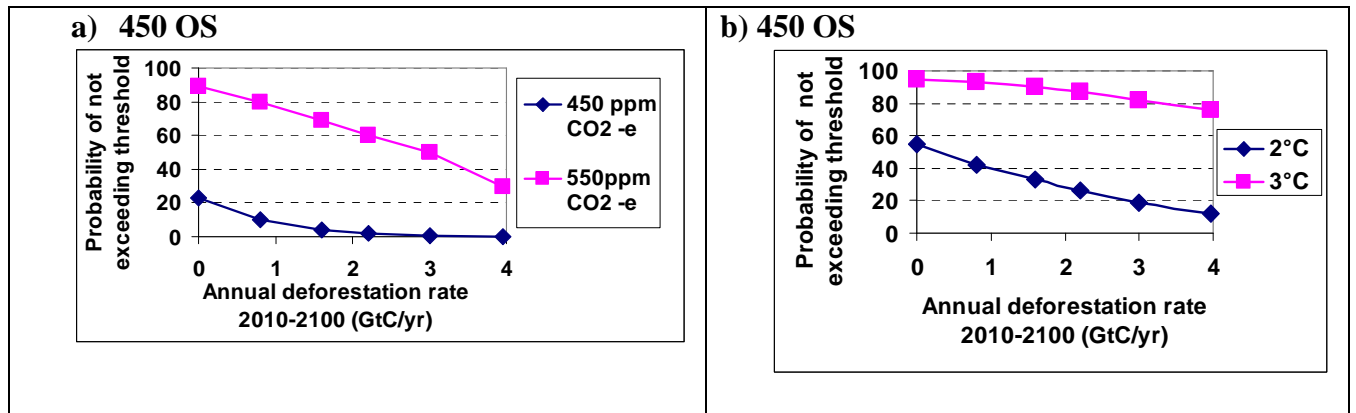 a) 450 OS
Probability of not
exceeding threshold
100
80
60
40
20
0
0 1 2 3 4
Annual deforestation rate
2010-2100 (GtC/yr)
450 ppm
CO2 -e
550ppm
CO2 -e
b) 450 OS
Probability of not
exceeding threshold
100
80
60
40
20
0
0 1 2 3 4
Annual deforestation rate
2010-2100 (GtC/yr)
2°C
3°C